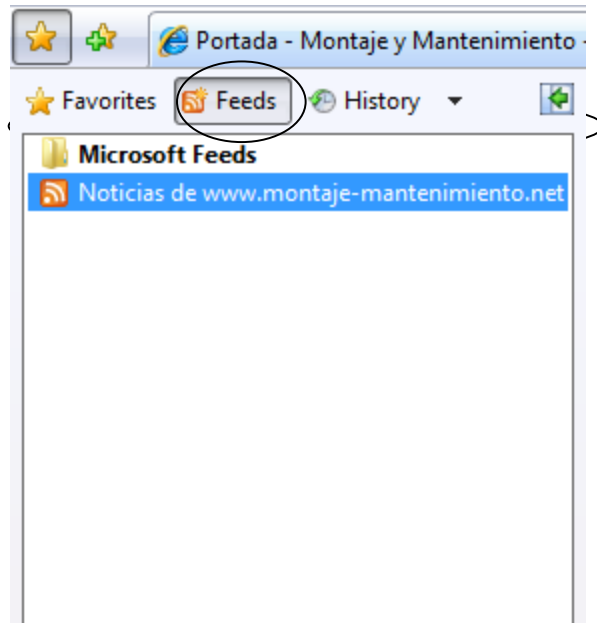 Portada - Montaje y Mantenimiento -
Favorites Feeds History
Microsoft Feeds
Noticias de www.montaje-mantenimiento.net